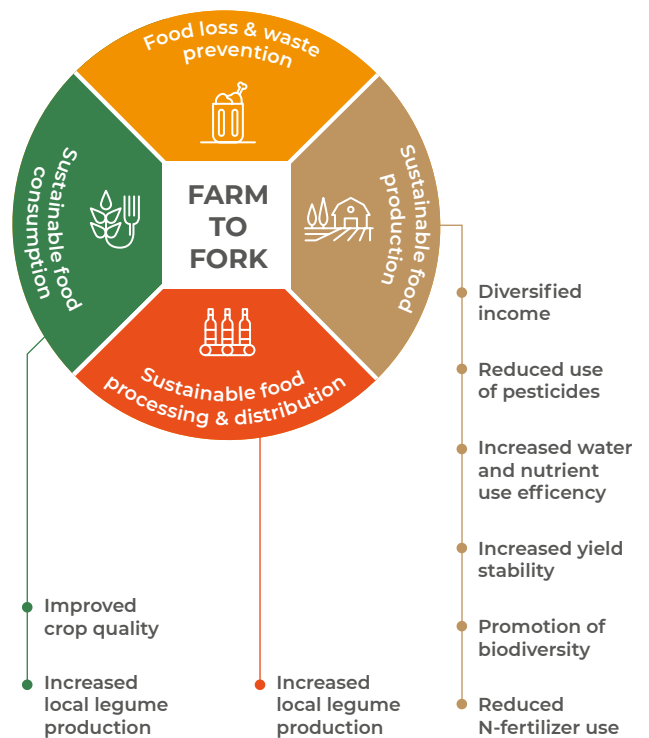 Food loss & waste
prevention
Sustainable food
production
Sustainable food
consumption
FARM
TO
FORK
Sustainable food
processing & distribution
Diversified
income
Reduced use
of pesticides
Increased water
and nutrient
use efficency
Increased yield
stability
Promotion of
biodiversity
Reduced
N-fertilizer use
Improved
crop quality
Increased
local legume
production
Increased
local legume
production